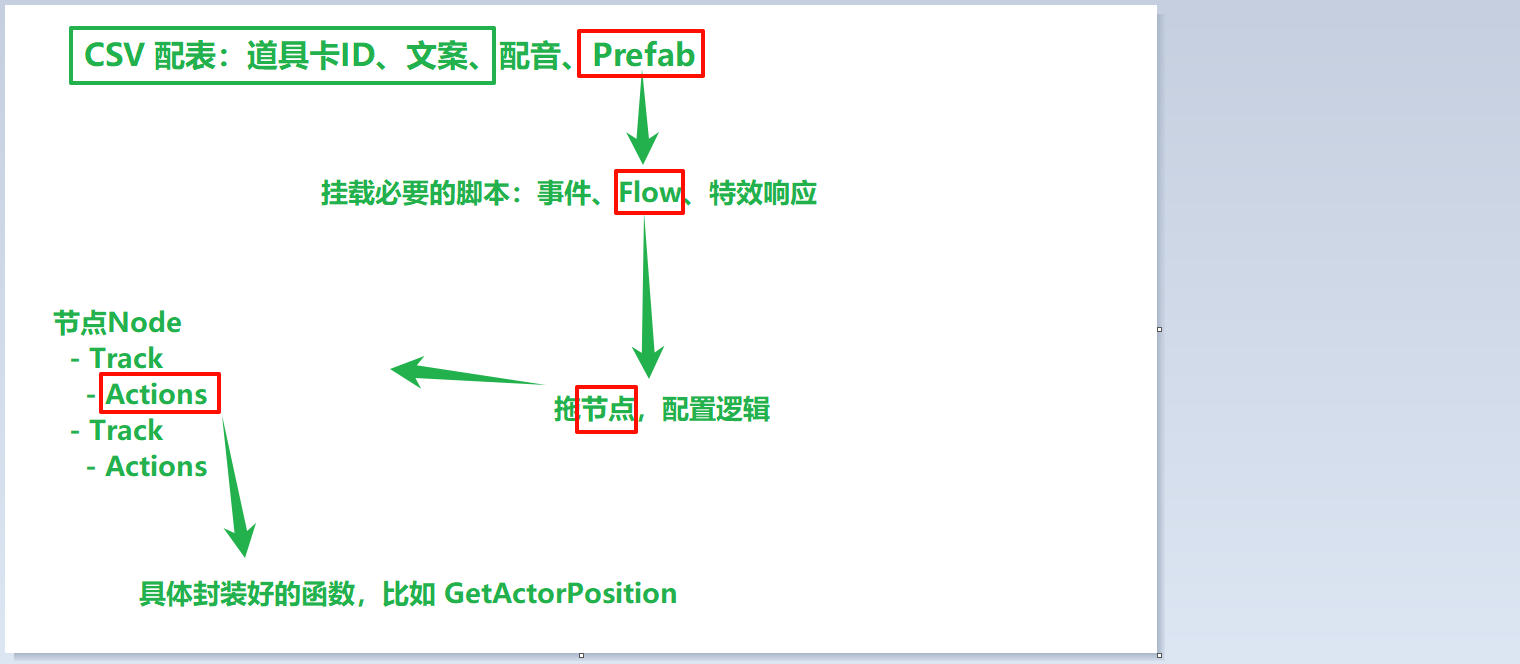 CSV 配表：道具卡ID、文案、配音、Prefab
挂载必要的脚本：事件、Flow、特效响应
节点Node
- Track
- Actions
- Track
- Actions
拖节点，配置逻辑
具体封装好的函数，比如 GetActorPosition